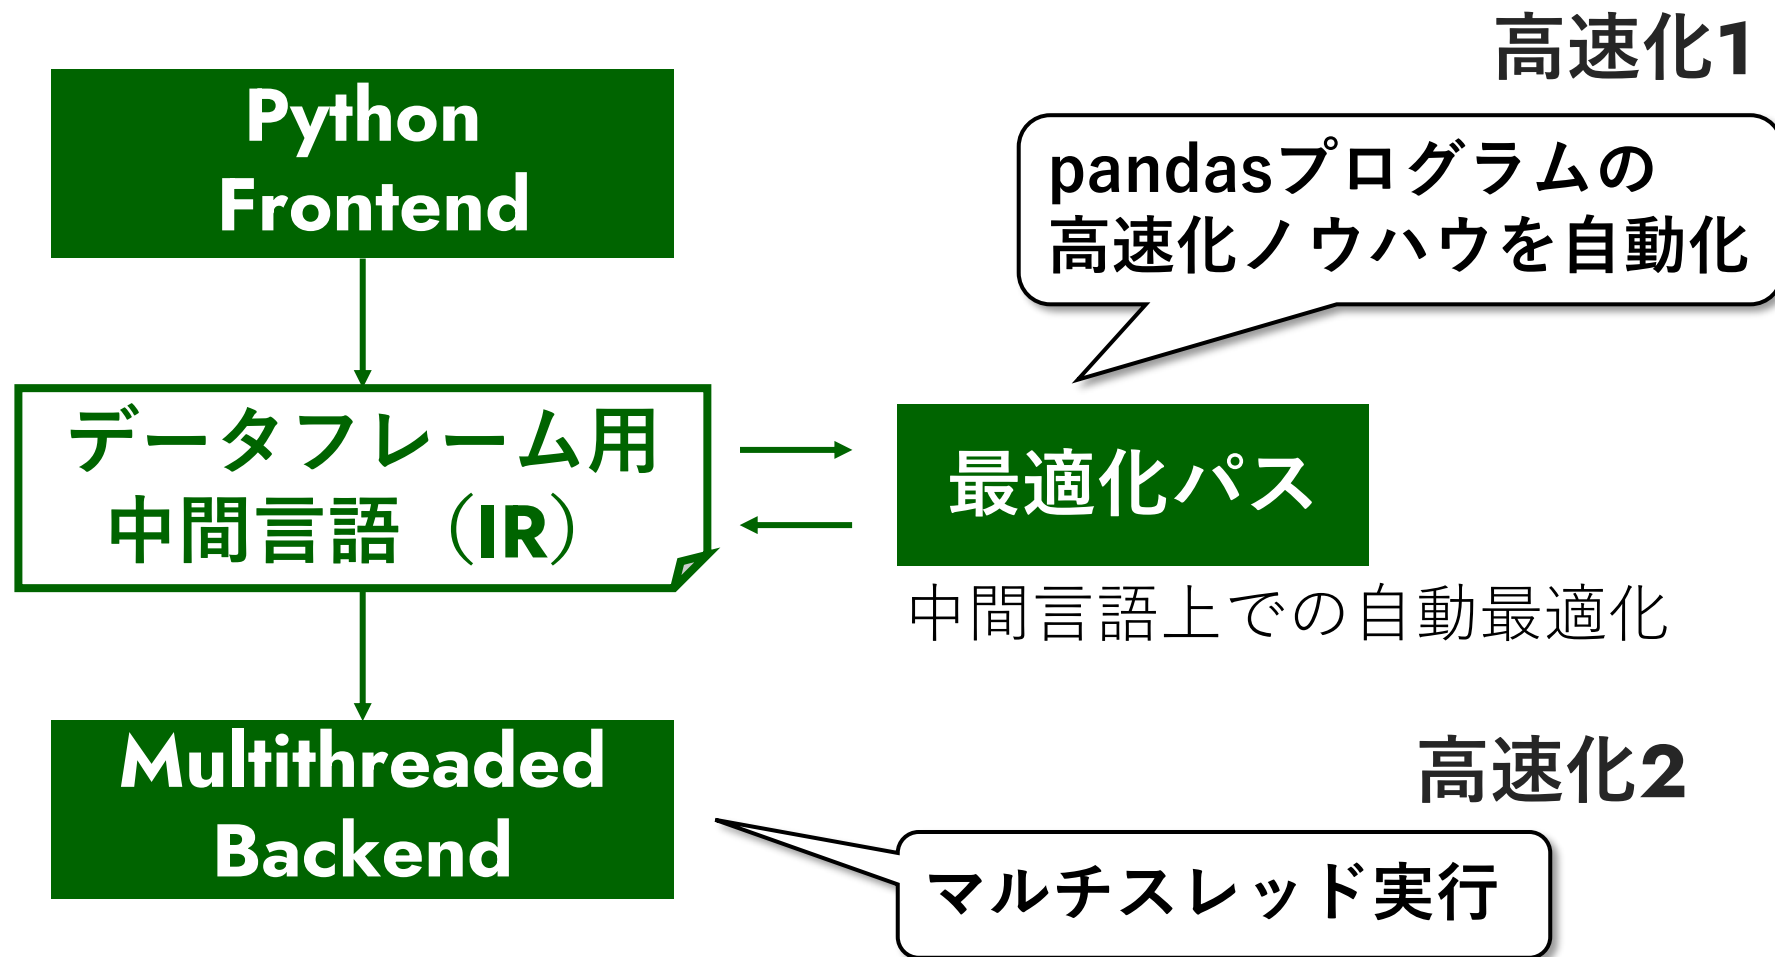 高速化1
Python
Frontend
pandasプログラムの
高速化ノウハウを自動化
データフレーム用
中間言語（IR）
最適化パス
中間言語上での自動最適化
Multithreaded
Backend
高速化2
マルチスレッド実行